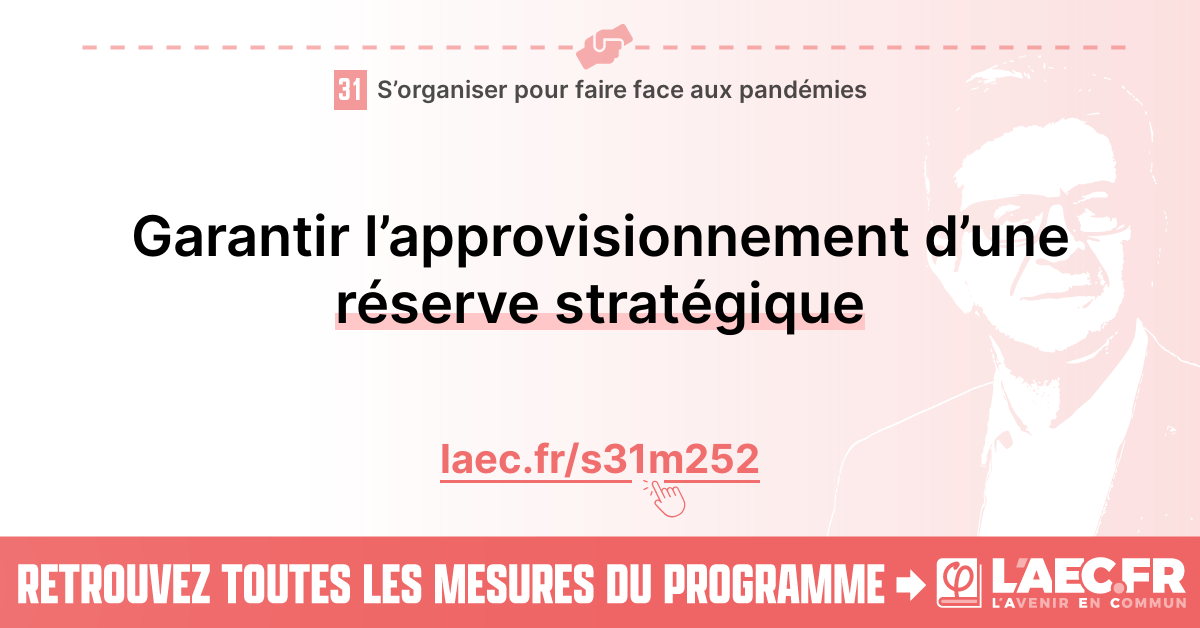 31 S’organiser pour faire face aux pandémies
Garantir l’approvisionnement d’une
réserve stratégique
laec.fr/s31m252
RETROUVEZ TOUTES LES MESURES DU PROGRAMME
φ L'AEC.FR
L'AVENIR EN COMMUN